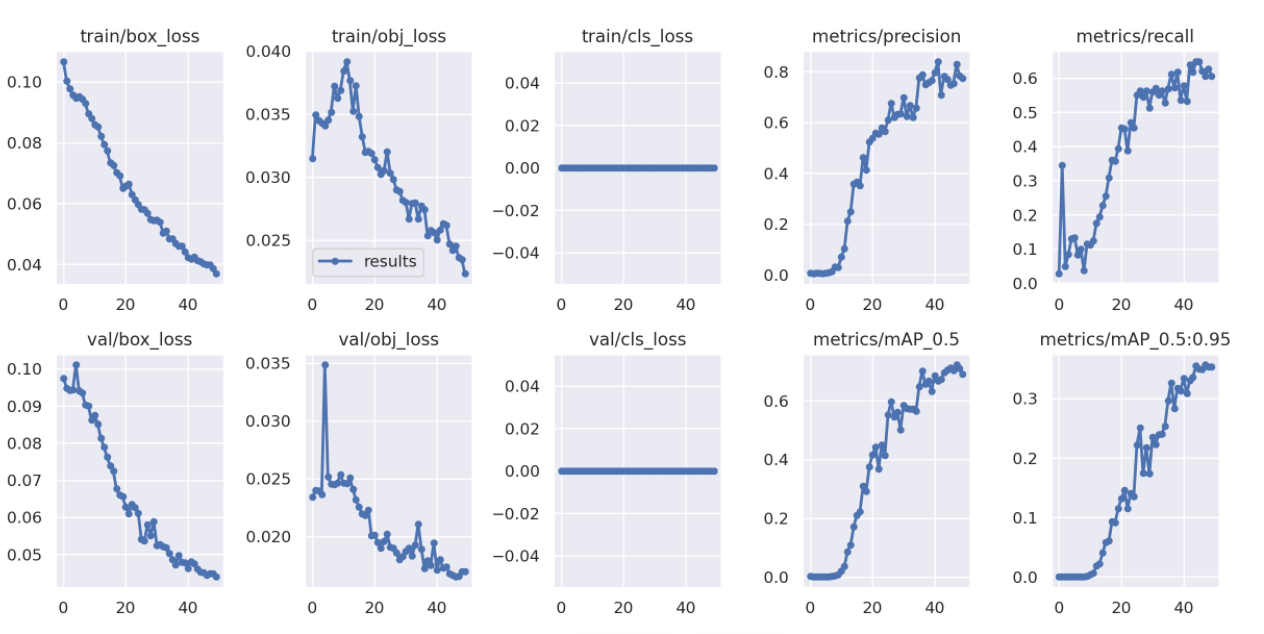 train/box_loss
train/obj_loss
train/cls_loss
metrics/precision
metrics/recall
0.10
0.08
0.06
0.04
0 20 40
0.040
0.035
0.030
0.025
results
0 20 40
0.04
0.02
0.00
−0.02
−0.04
0 20 40
0.8
0.6
0.4
0.2
0.0
0 20 40
0.6
0.5
0.4
0.3
0.2
0.1
0.0
0 20 40
val/box_loss
val/obj_loss
val/cls_loss
metrics/mAP_0.5
metrics/mAP_0.5:0.95
0.10
0.09
0.08
0.07
0.06
0.05
0 20 40
0.035
0.030
0.025
0.020
0 20 40
0.04
0.02
0.00
−0.02
−0.04
0 20 40
0.6
0.4
0.2
0.0
0 20 40
0.3
0.2
0.1
0.0
0 20 40